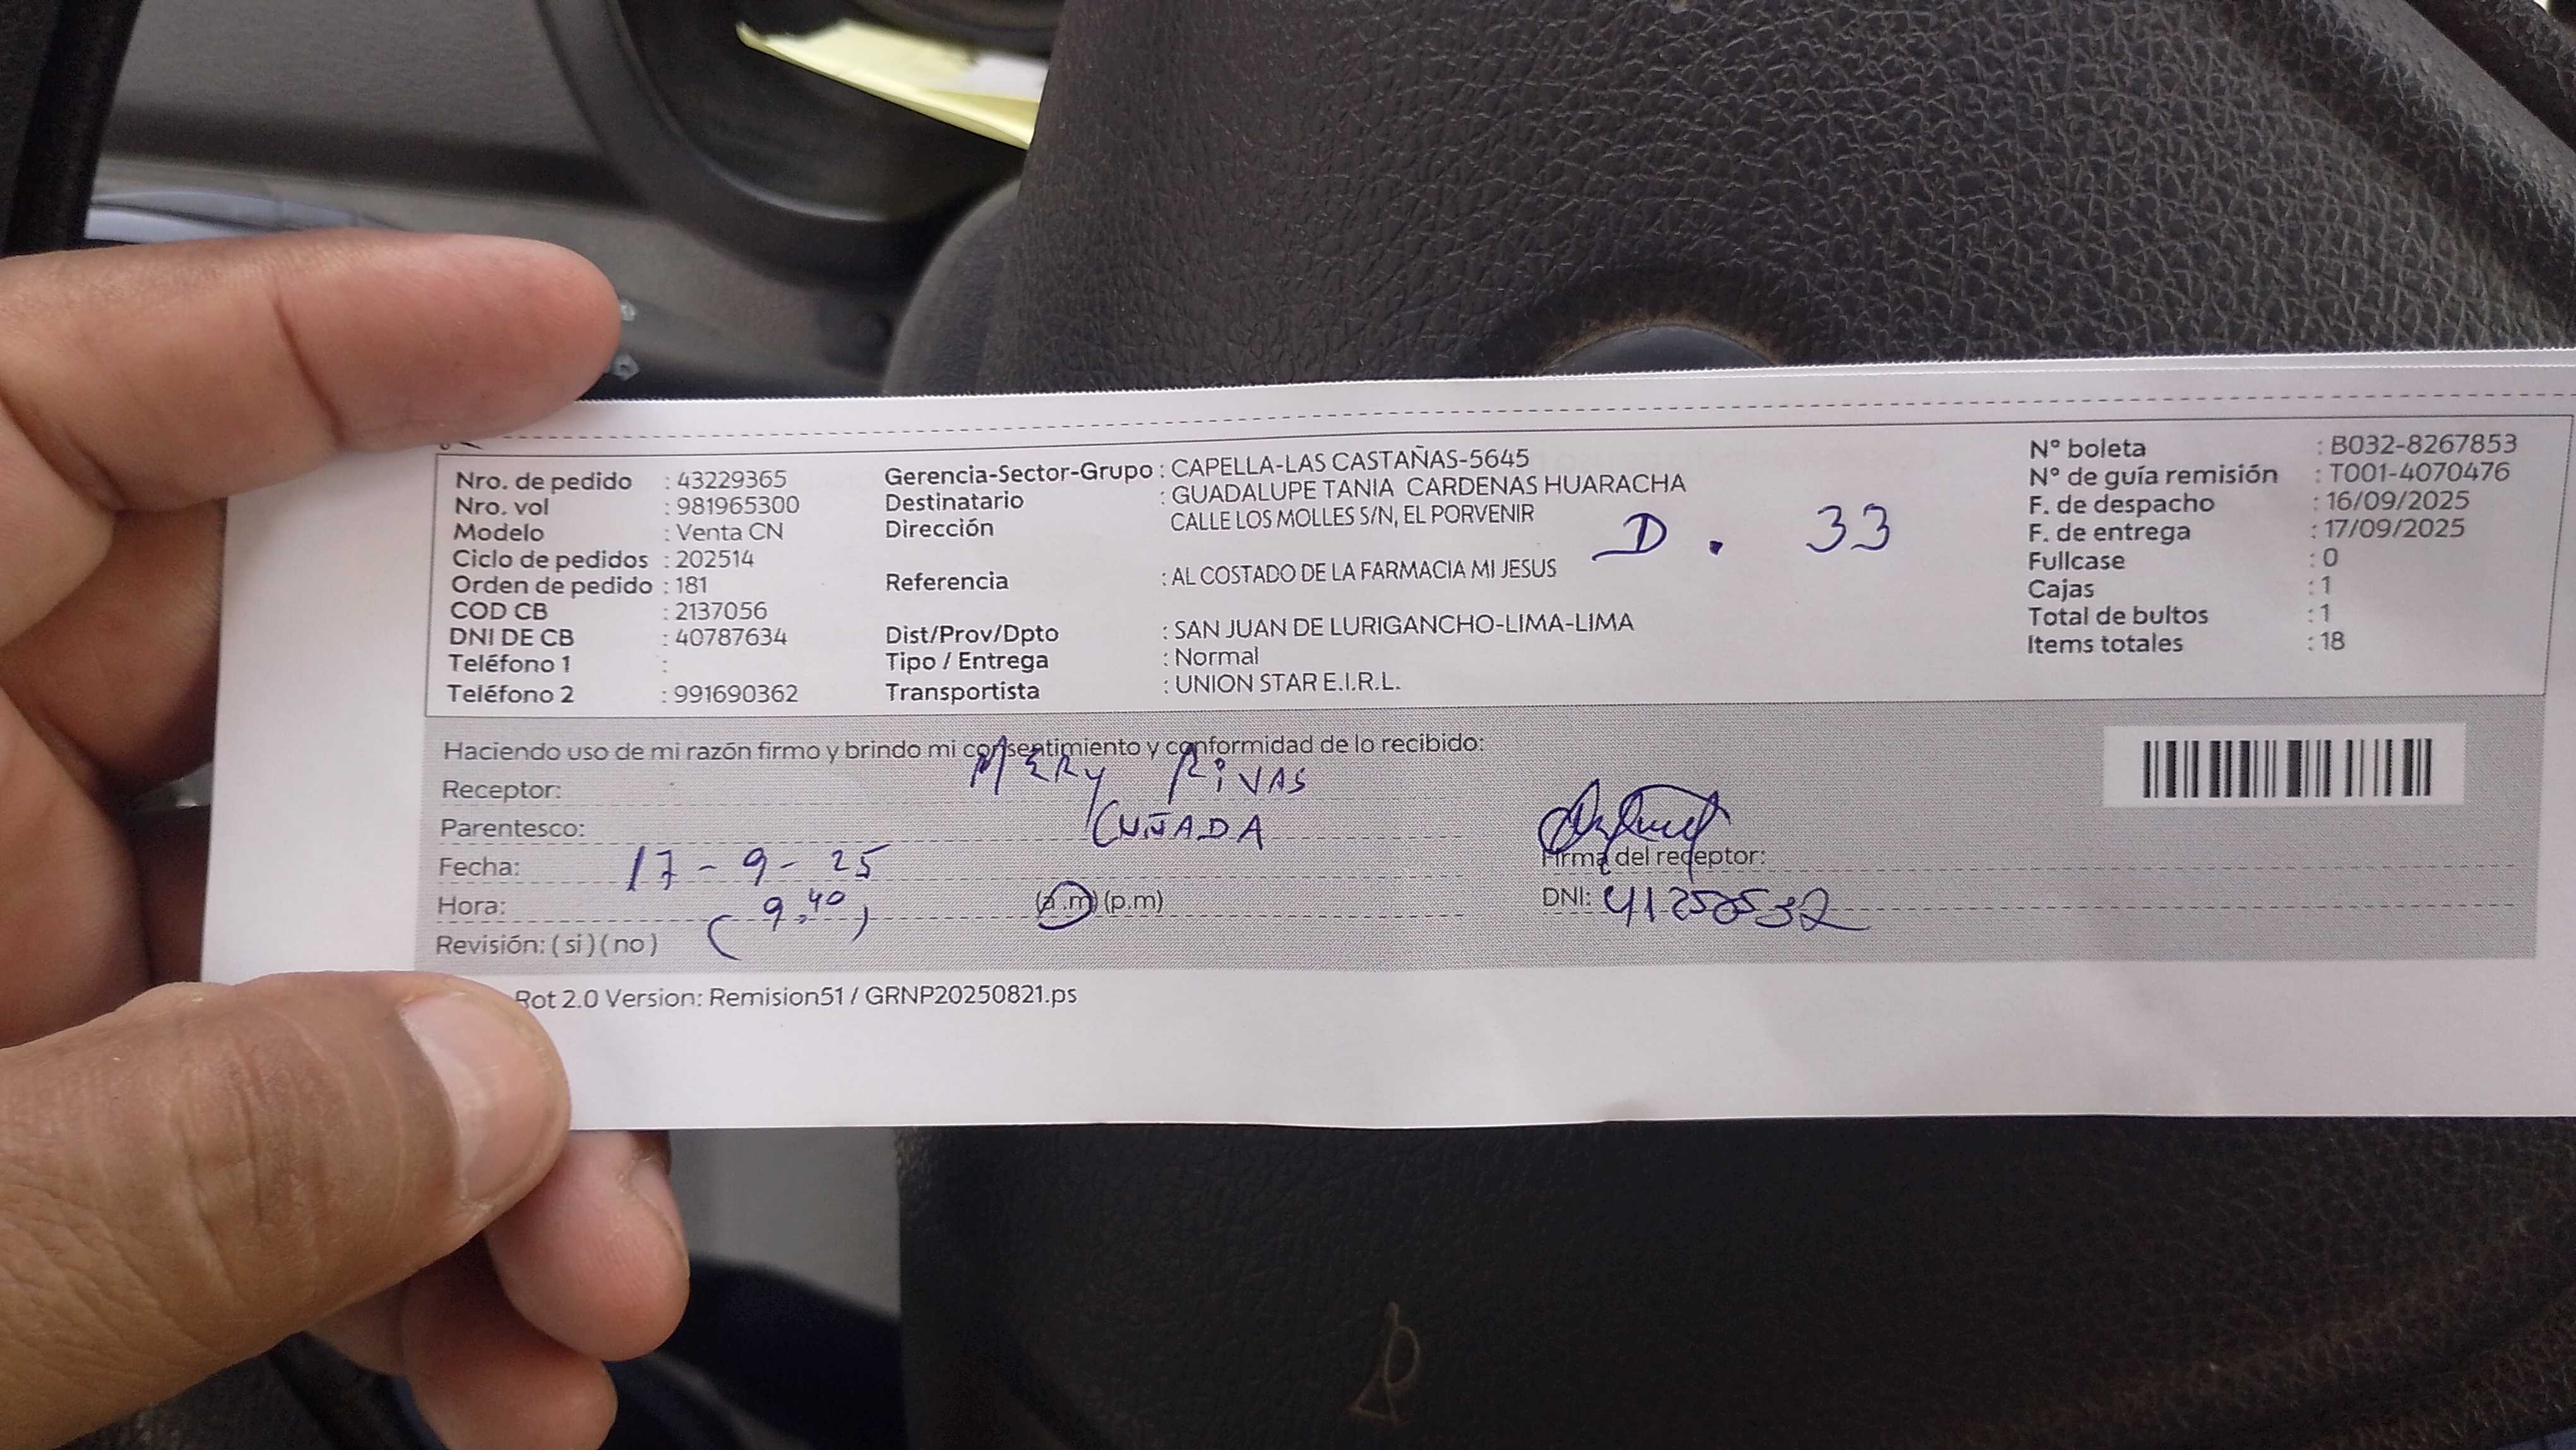 Nro. de pedido : 43229365
Nro. vol : 981965300
Modelo : Venta CN
Ciclo de pedidos : 202514
Orden de pedido : 181
COD CB : 2137056
DNI DE CB : 40787634
Teléfono 1 :
Teléfono 2 : 991690362
Gerencia-Sector-Grupo : CAPELLA-LAS CASTAÑAS-5645
Destinatario : GUADALUPE TANIA CARDENAS HUARACHA
Dirección CALLE LOS MOLLES S/N, EL PORVENIR
D . 33
Referencia : AL COSTADO DE LA FARMACIA MI JESUS
Dist/Prov/Dpto : SAN JUAN DE LURIGANCHO-LIMA-LIMA
Tipo / Entrega : Normal
Transportista : UNION STAR E.I.R.L.
Nº boleta : B032-8267853
Nº de guía remisión : T001-4070476
F. de despacho : 16/09/2025
F. de entrega : 17/09/2025
Fullcase : 0
Cajas : 1
Total de bultos : 1
Items totales : 18
Haciendo uso de mi razón firmo y brindo mi consentimiento y conformidad de lo recibido:
Receptor: MERY RIVAS
Parentesco: CUÑADA
Fecha: 17-9-25
Hora: (9,40) (a.m) (p.m)
Revisión: ( si ) ( no )
Firma del receptor:
DNI:
Rot 2.0 Version: Remision51 / GRNP20250821.ps